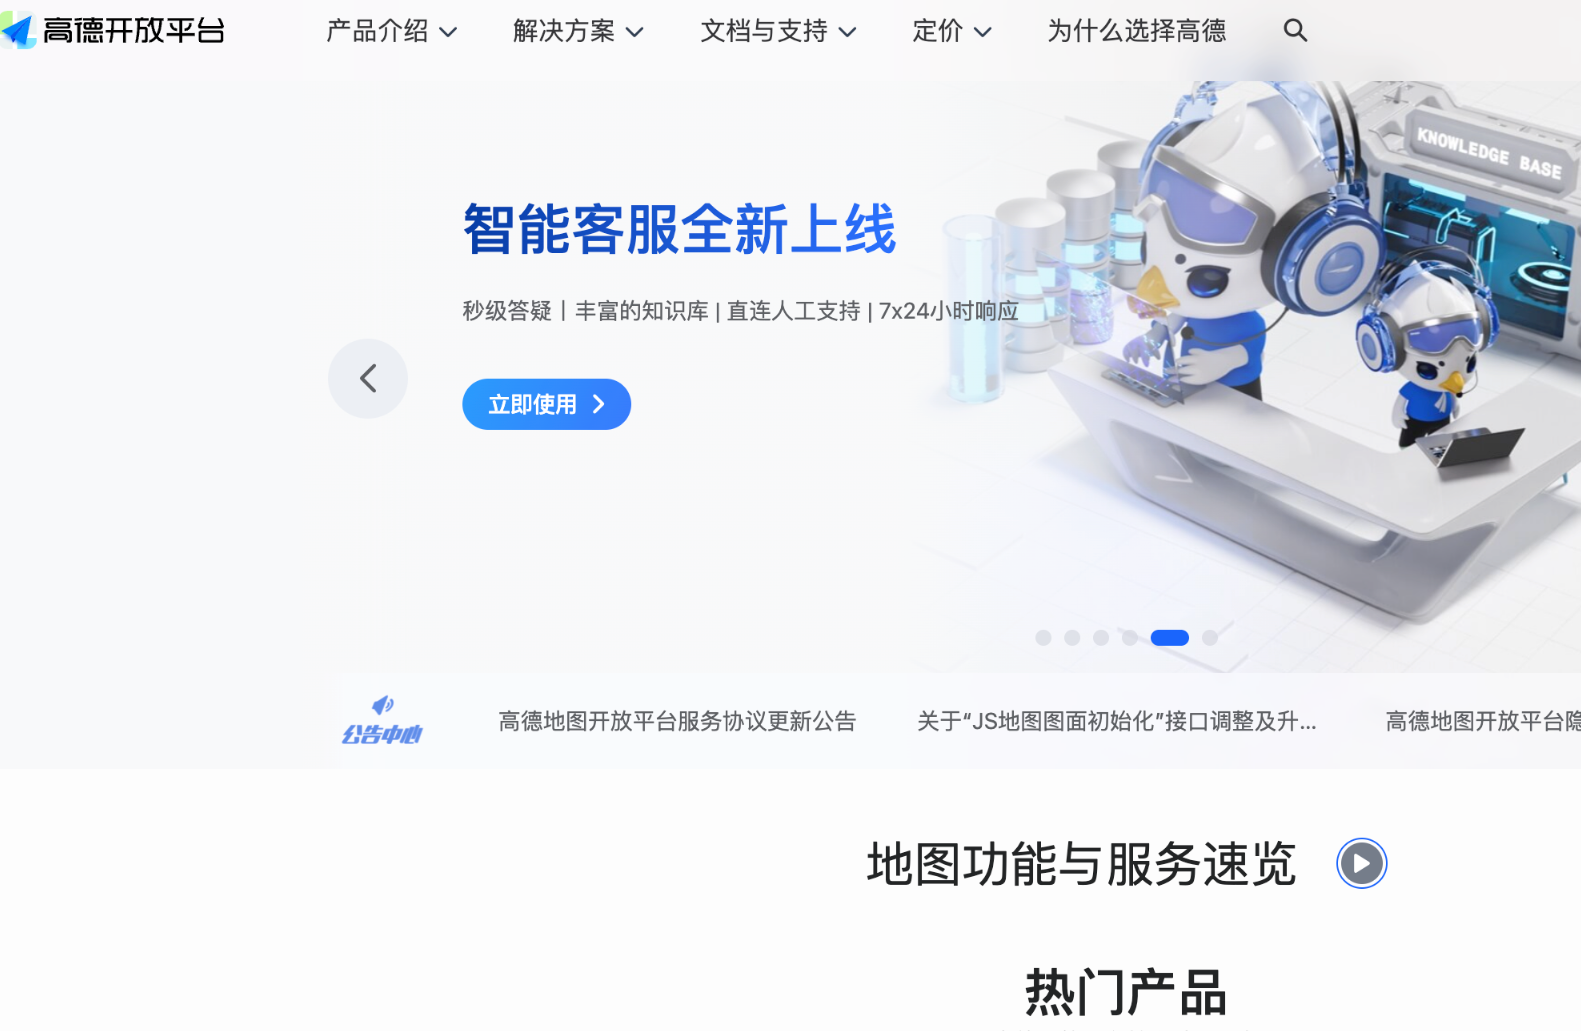 高德开放平台
产品介绍 解决方案 文档与支持 定价 为什么选择高德
KNOWLEDGE BASE
智能客服全新上线
秒级答疑丨丰富的知识库 | 直连人工支持 | 7x24小时响应
立即使用
公告中心 高德地图开放平台服务协议更新公告 关于“JS地图图面初始化”接口调整及升... 高德地图开放平台隐
地图功能与服务速览
热门产品